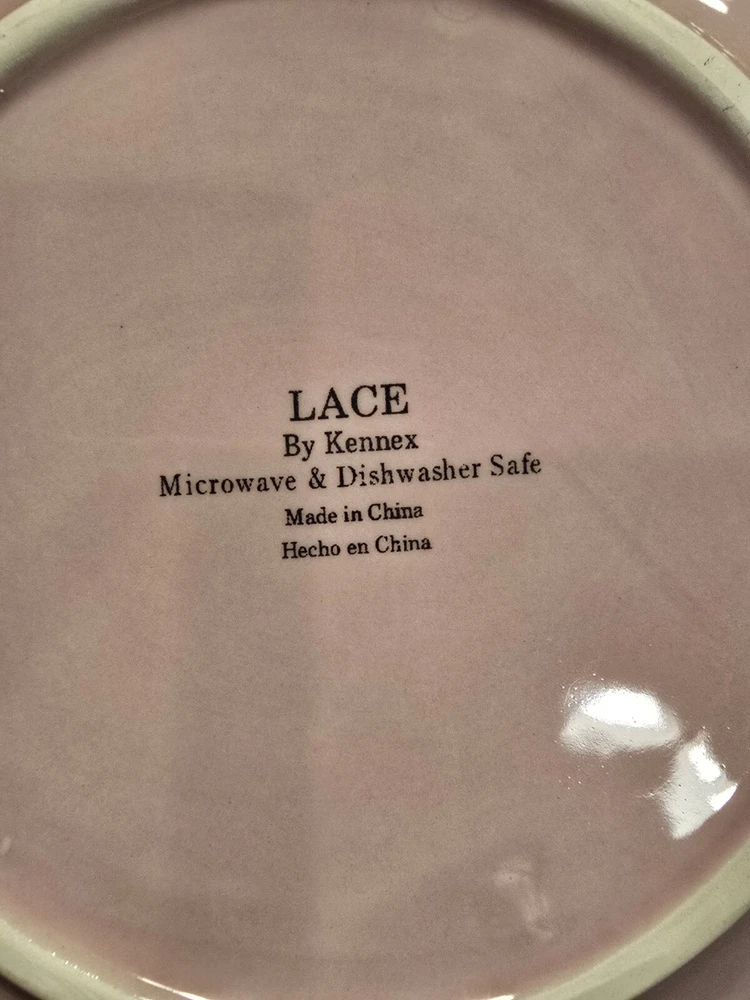 LACE
By Kennex
Microwave & Dishwasher Safe
Made in China
Hecho en China